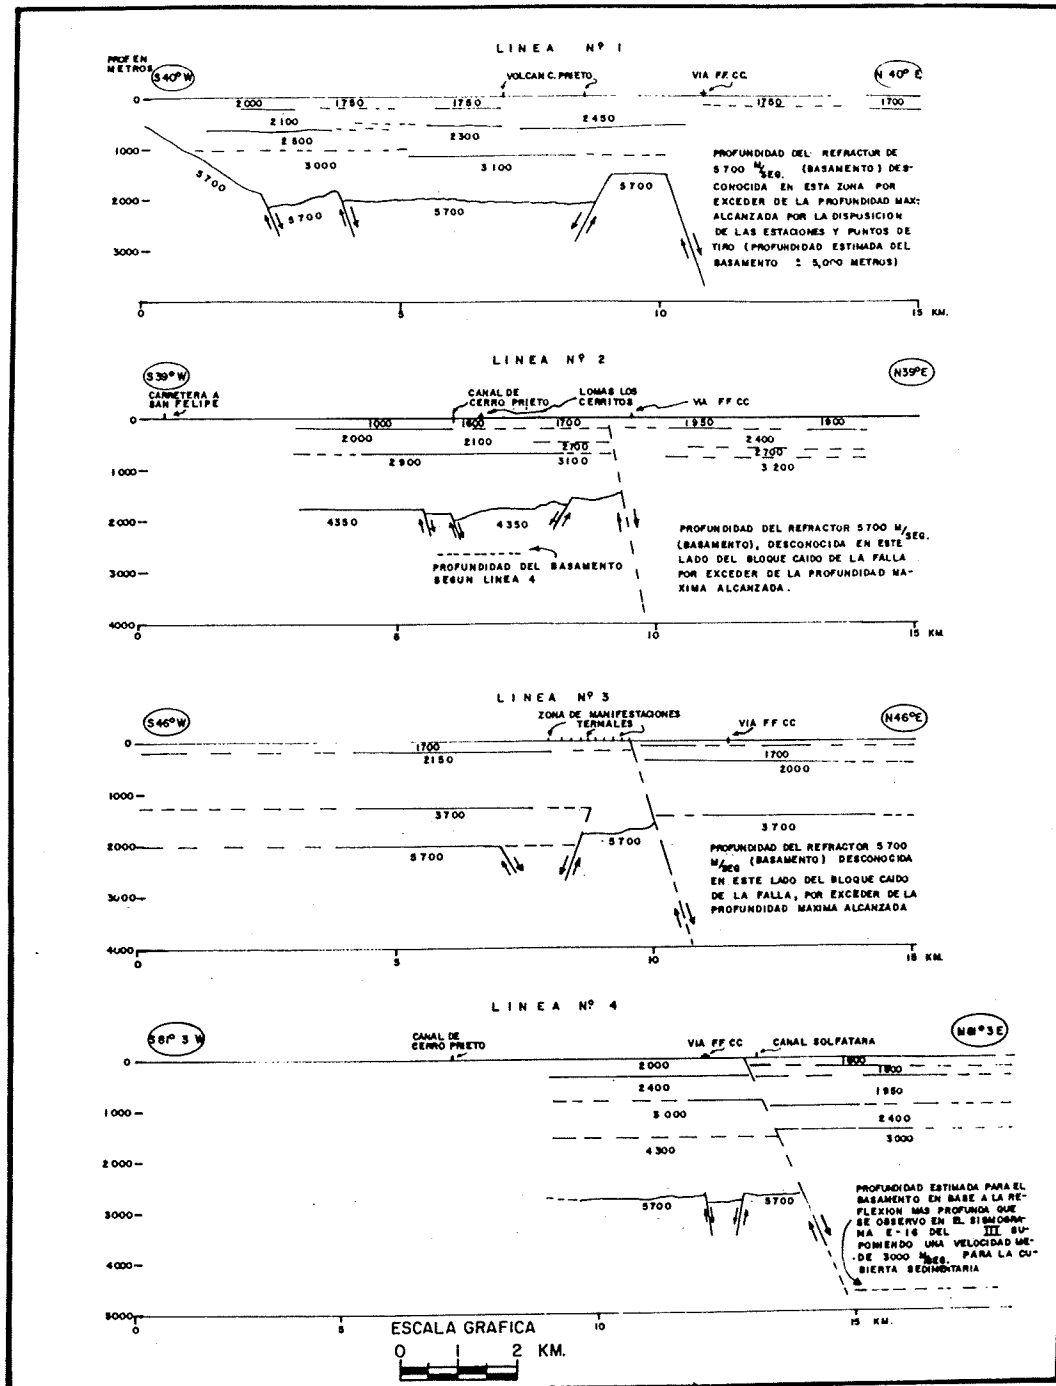 LINEA Nº 1
PROF EN
METROS
S 40º W
VOLCAN C. PRIETO
VIA F.F. CC.
N 40º E
0
2000
1750
1750
1750
1700
2100
2450
2300
1000
3000
3100
5700
5700
2000
5700
5700
3000
PROFUNDIDAD DEL REFRACTOR DE
5700 M/SEG. (BASAMENTO) DES-
CONOCIDA EN ESTA ZONA POR
EXCEDER DE LA PROFUNDIDAD MAX.
ALCANZADA POR LA DISPOSICION
DE LAS ESTACIONES Y PUNTOS DE
TIRO (PROFUNDIDAD ESTIMADA DEL
BASAMENTO ± 5,000 METROS)
0
5
10
15 KM.
LINEA Nº 2
S39º W
N39º E
CARRETERA A
SAN FELIPE
CANAL DE
CERRO PRIETO
LOMAS LOS
CERRITOS
VIA FF CC
0
1000
1600
1700
1950
1900
2000
2100
2700
2400
2700
2900
3100
3200
1000
4350
4350
2000
PROFUNDIDAD DEL BASAMENTO
SEGUN LINEA 4
3000
4000
PROFUNDIDAD DEL REFRACTOR 5700 M/SEG.
(BASAMENTO), DESCONOCIDA EN ESTE
LADO DEL BLOQUE CAIDO DE LA FALLA
POR EXCEDER DE LA PROFUNDIDAD MA-
XIMA ALCANZADA.
0
5
10
15 KM.
LINEA Nº 3
S46º W
N46º E
ZONA DE MANIFESTACIONES
TERMALES
VIA FF CC
0
1700
2150
1700
2000
1000
3700
3700
2000
5700
5700
3000
4000
PROFUNDIDAD DEL REFRACTOR 5700
M/SEG (BASAMENTO) DESCONOCIDA
EN ESTE LADO DEL BLOQUE CAIDO
DE LA FALLA, POR EXCEDER DE LA
PROFUNDIDAD MAXIMA ALCANZADA
5
10
15 KM.
LINEA Nº 4
S81º 3 W
N81º 3 E
CANAL DE
CERRO PRIETO
VIA FF CC
CANAL SOLFATARA
0
2000
1800
2400
1950
1000
3000
2400
3000
2000
4300
5700
5700
3000
4000
5000
PROFUNDIDAD ESTIMADA PARA EL
BASAMENTO EN BASE A LA RE-
FLEXION MAS PROFUNDA QUE
SE OBSERVO EN EL SISMOGRA-
MA E-16 DEL III SU-
PONIENDO UNA VELOCIDAD ME-
DE 3000 M/SEG. PARA LA CU-
BIERTA SEDIMENTARIA
5
10
15 KM.
ESCALA GRAFICA
0 1 2 KM.